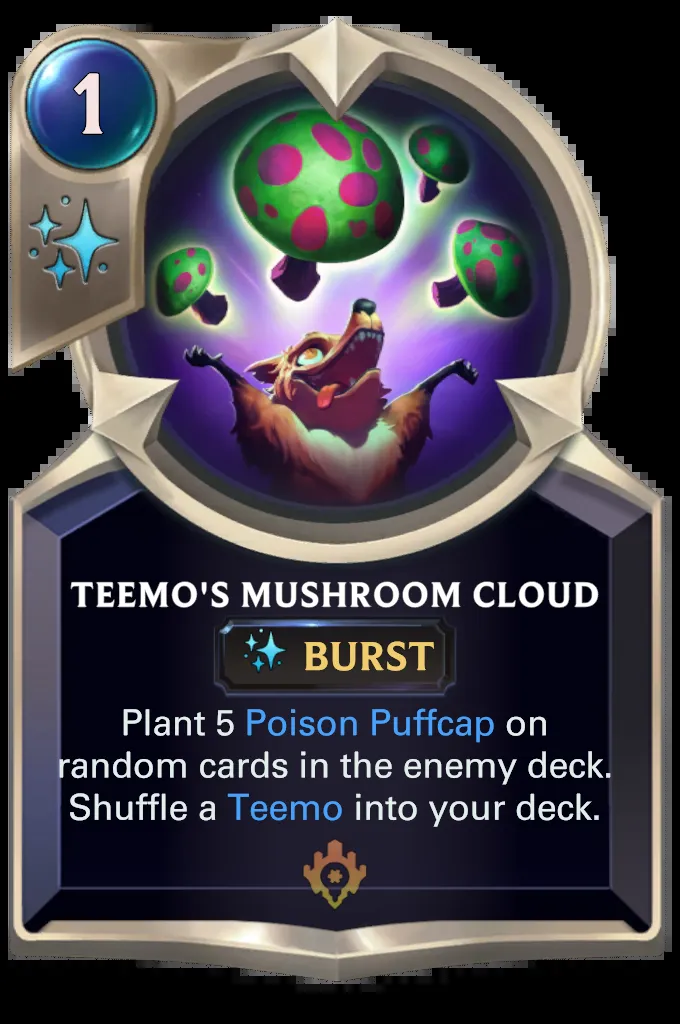 1
TEEMO'S MUSHROOM CLOUD
BURST
Plant 5 Poison Puffcap on
random cards in the enemy deck.
Shuffle a Teemo into your deck.